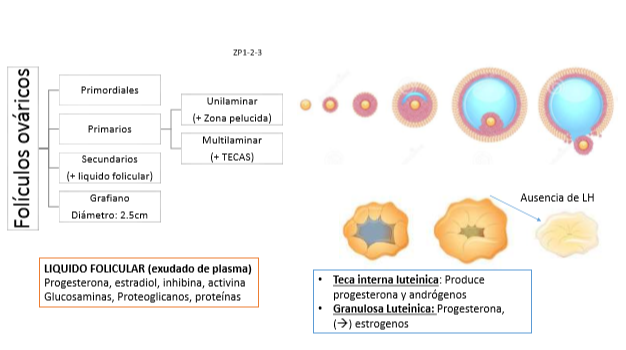 ZP1-2-3
Folículos ováricos
Primordiales
Primarios
Unilaminar
(+ Zona pelucida)
Multilaminar
(+ TECAS)
Secundarios
(+ liquido folicular)
Grafiano
Diámetro: 2.5cm
Ausencia de LH
LIQUIDO FOLICULAR (exudado de plasma)
Progesterona, estradiol, inhibina, activina
Glucosaminas, Proteoglicanos, proteínas
• Teca interna luteinica: Produce
progesterona y andrógenos
• Granulosa Luteinica: Progesterona,
(→) estrogenos